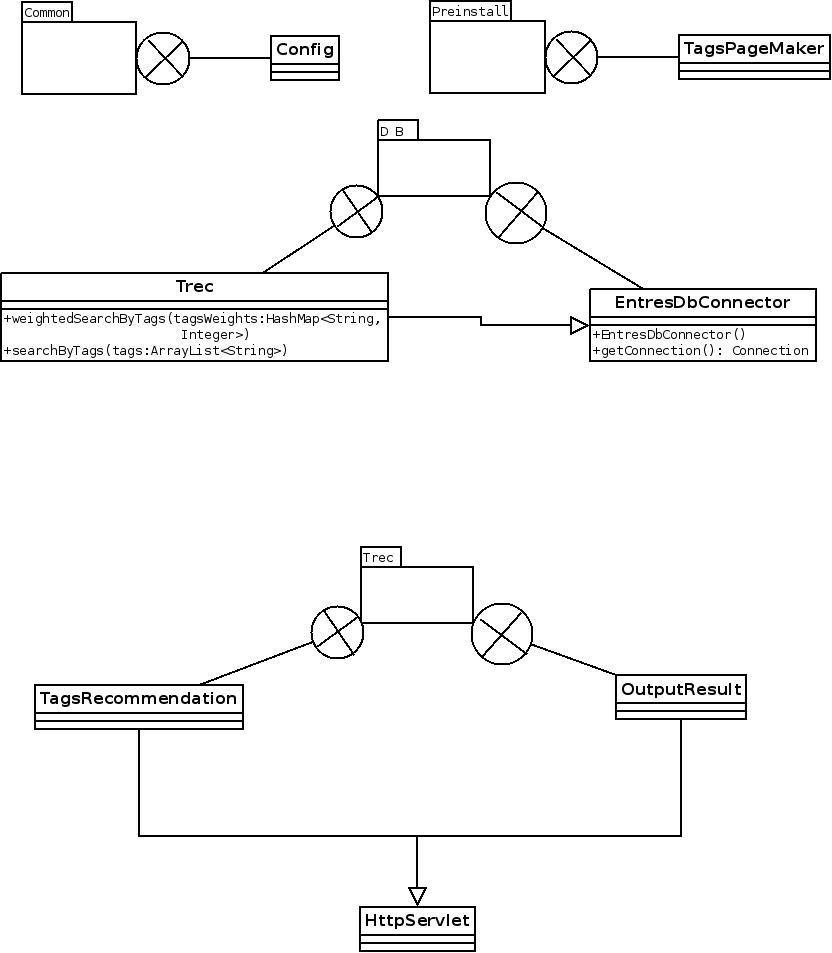 Common
Config
Preinstall
TagsPageMaker
D B
Trec
+weightedSearchByTags(tagsWeights:HashMap<String,
Integer>)
+searchByTags(tags:ArrayList<String>)
EntresDbConnector
+EntresDbConnector()
+getConnection(): Connection
Trec
TagsRecommendation
OutputResult
HttpServlet